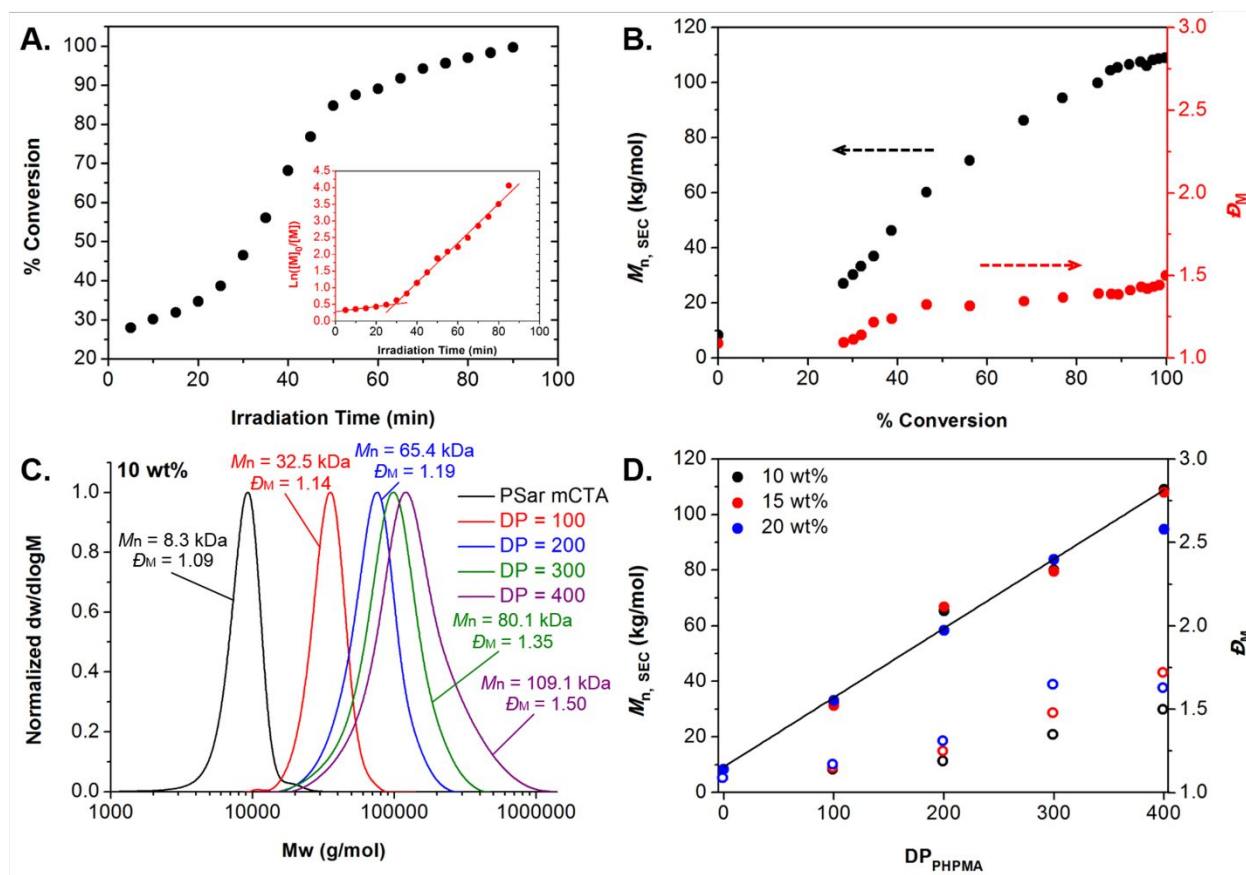 A.
100
90
80
70
60
50
40
30
20
% Conversion
0
20
40
60
80
100
Irradiation Time (min)
4.5
4.0
3.5
3.0
2.5
2.0
1.5
1.0
0.5
0.0
Ln([M]0/[M])
0
20
40
60
80
100
Irradiation Time (min)
B.
120
100
80
60
40
20
0
Mn, SEC (kg/mol)
3.0
2.5
2.0
1.5
1.0
ĐM
0
20
40
60
80
100
% Conversion
C.
10 wt%
Mn = 8.3 kDa
ĐM = 1.09
Mn = 32.5 kDa
ĐM = 1.14
Mn = 65.4 kDa
ĐM = 1.19
PSar mCTA
DP = 100
DP = 200
DP = 300
DP = 400
Mn = 80.1 kDa
ĐM = 1.35
Mn = 109.1 kDa
ĐM = 1.50
1.0
0.8
0.6
0.4
0.2
0.0
Normalized dw/dlogM
1000
10000
100000
1000000
Mw (g/mol)
D.
10 wt%
15 wt%
20 wt%
120
100
80
60
40
20
0
Mn, SEC (kg/mol)
3.0
2.5
2.0
1.5
1.0
ĐM
0
100
200
300
400
DPPHPMA